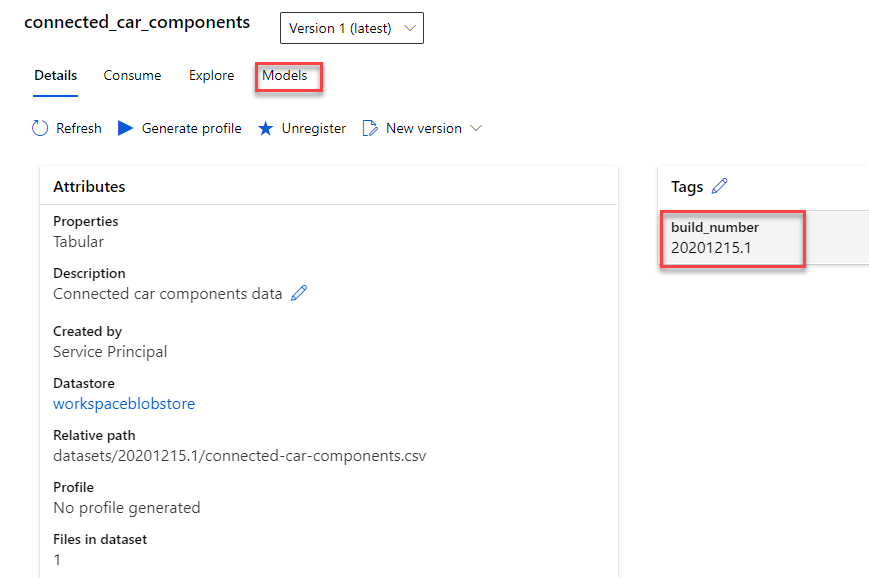 connected_car_components
Version 1 (latest)
Details Consume Explore Models
Refresh Generate profile Unregister New version
Attributes
Properties
Tabular
Description
Connected car components data
Created by
Service Principal
Datastore
workspaceblobstore
Relative path
datasets/20201215.1/connected-car-components.csv
Profile
No profile generated
Files in dataset
1
Tags
build_number
20201215.1